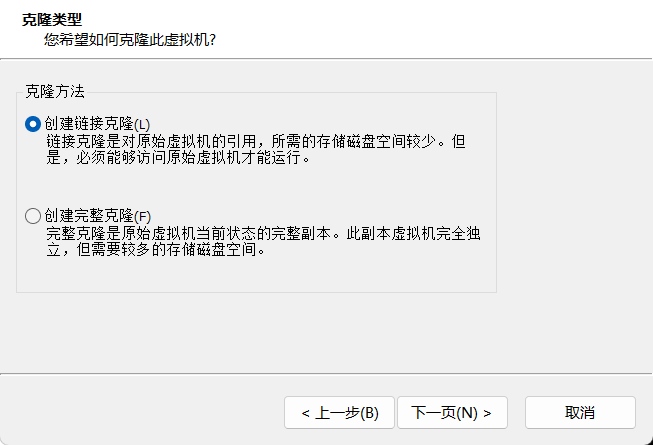 克隆类型
您希望如何克隆此虚拟机?
克隆方法
创建链接克隆(L)
链接克隆是对原始虚拟机的引用，所需的存储磁盘空间较少。但
是，必须能够访问原始虚拟机才能运行。
创建完整克隆(F)
完整克隆是原始虚拟机当前状态的完整副本。此副本虚拟机完全独
立，但需要较多的存储磁盘空间。
< 上一步(B)
下一页(N) >
取消